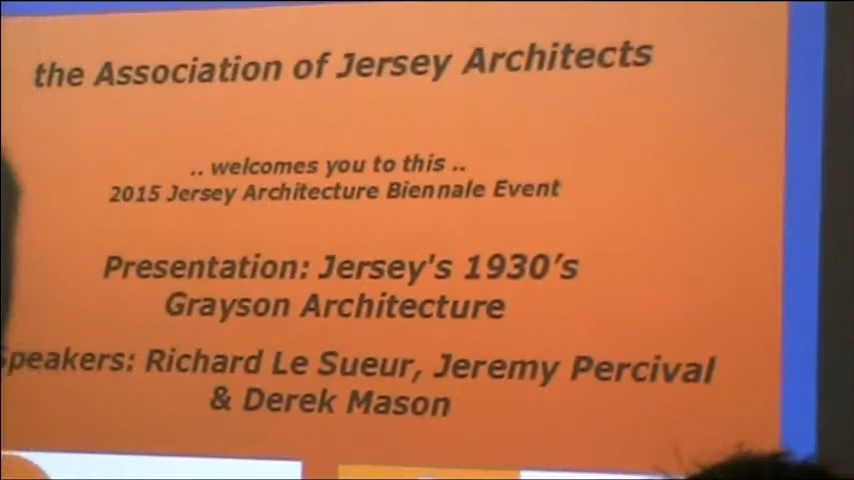 the Association of Jersey Architects
.. welcomes you to this ..
2015 Jersey Architecture Biennale Event
Presentation: Jersey's 1930’s
Grayson Architecture
Speakers: Richard Le Sueur, Jeremy Percival
& Derek Mason